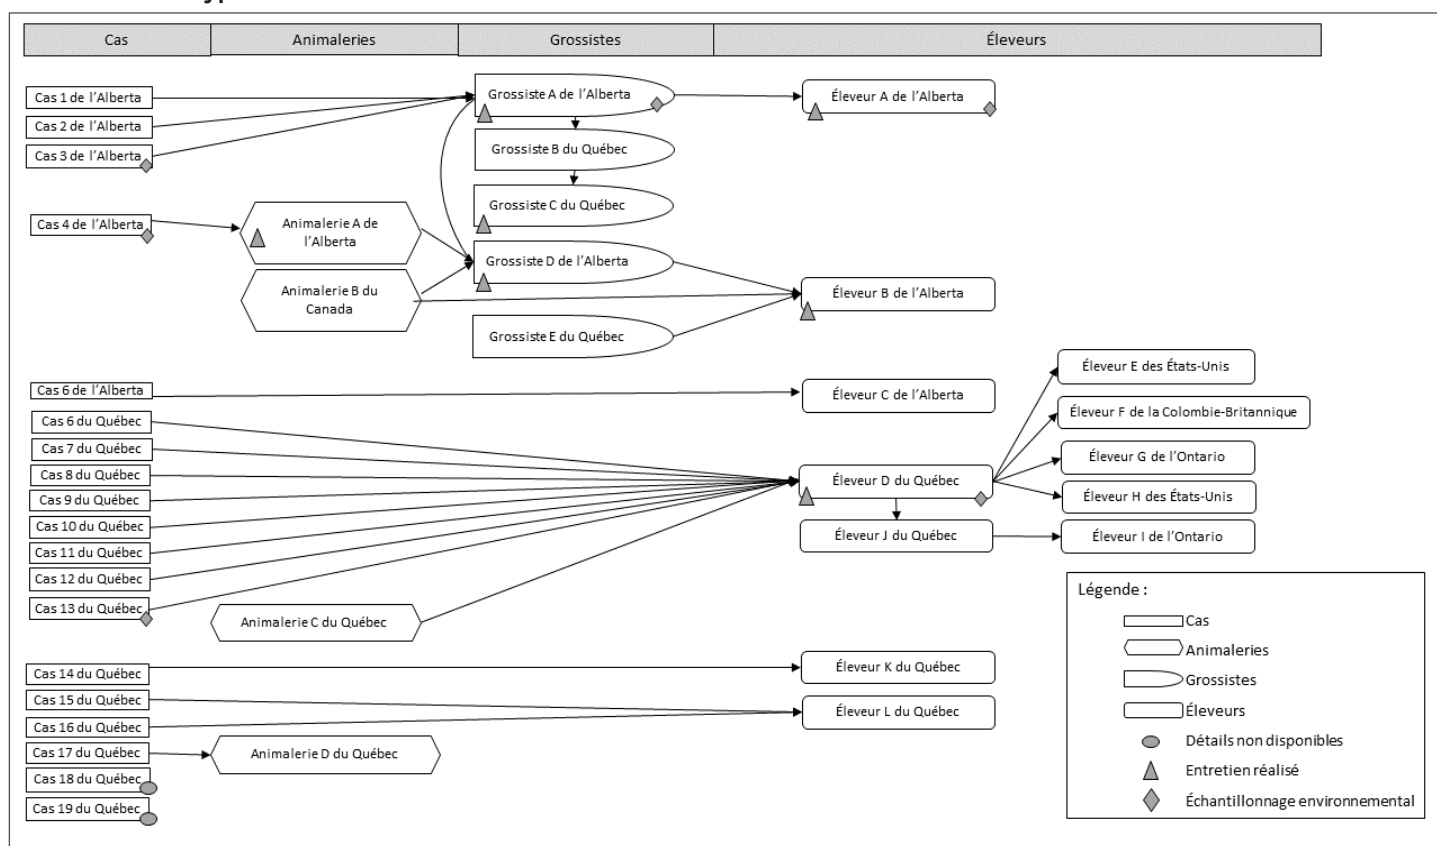 Cas
Animaleries
Grossistes
Éleveurs
Cas 1 de l'Alberta
Cas 2 de l'Alberta
Cas 3 de l'Alberta
Cas 4 de l'Alberta
Grossiste A de l'Alberta
Éleveur A de l'Alberta
Grossiste B du Québec
Grossiste C du Québec
Animalerie A de
l'Alberta
Grossiste D de l'Alberta
Animalerie B du
Canada
Éleveur B de l'Alberta
Grossiste E du Québec
Cas 6 de l'Alberta
Éleveur C de l'Alberta
Cas 6 du Québec
Cas 7 du Québec
Cas 8 du Québec
Cas 9 du Québec
Cas 10 du Québec
Cas 11 du Québec
Cas 12 du Québec
Cas 13 du Québec
Animalerie C du Québec
Éleveur D du Québec
Éleveur J du Québec
Éleveur E des États-Unis
Éleveur F de la Colombie-Britannique
Éleveur G de l'Ontario
Éleveur H des États-Unis
Éleveur I de l'Ontario
Cas 14 du Québec
Cas 15 du Québec
Cas 16 du Québec
Cas 17 du Québec
Cas 18 du Québec
Cas 19 du Québec
Éleveur K du Québec
Éleveur L du Québec
Animalerie D du Québec
Légende :
Cas
Animaleries
Grossistes
Éleveurs
Détails non disponibles
Entretien réalisé
Échantillonnage environnemental